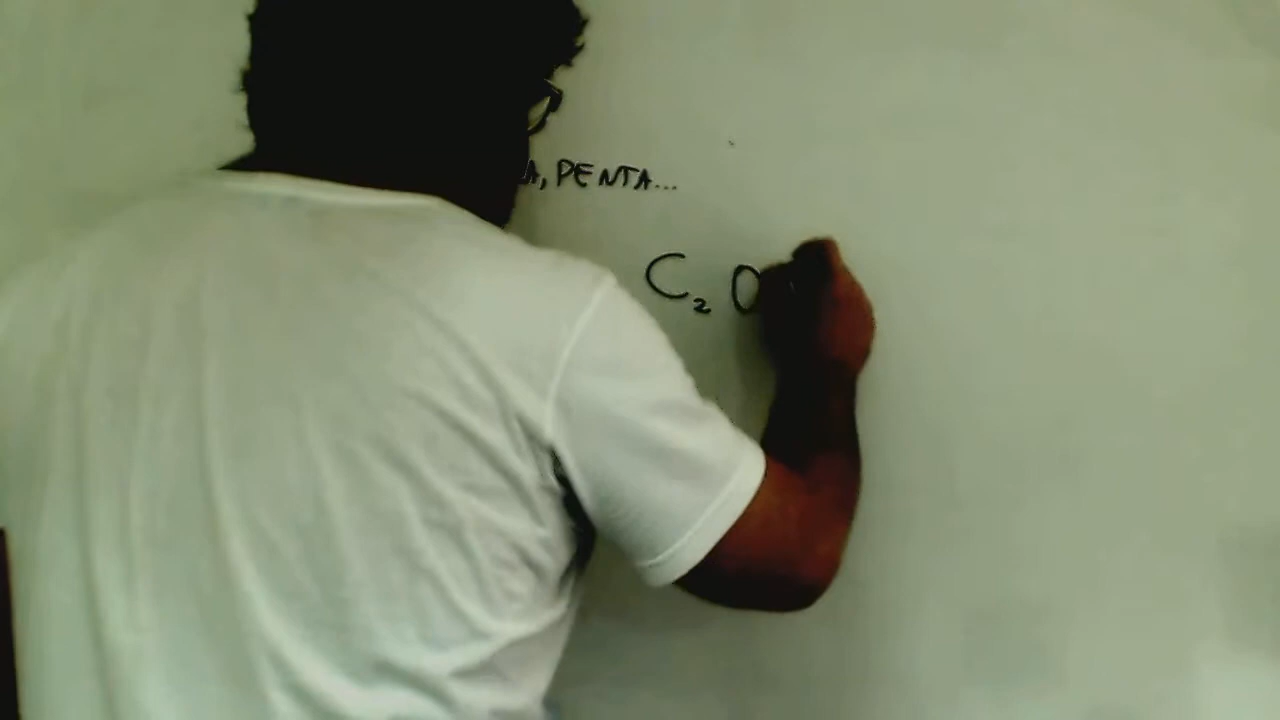 A, PENTA...
C₂ O